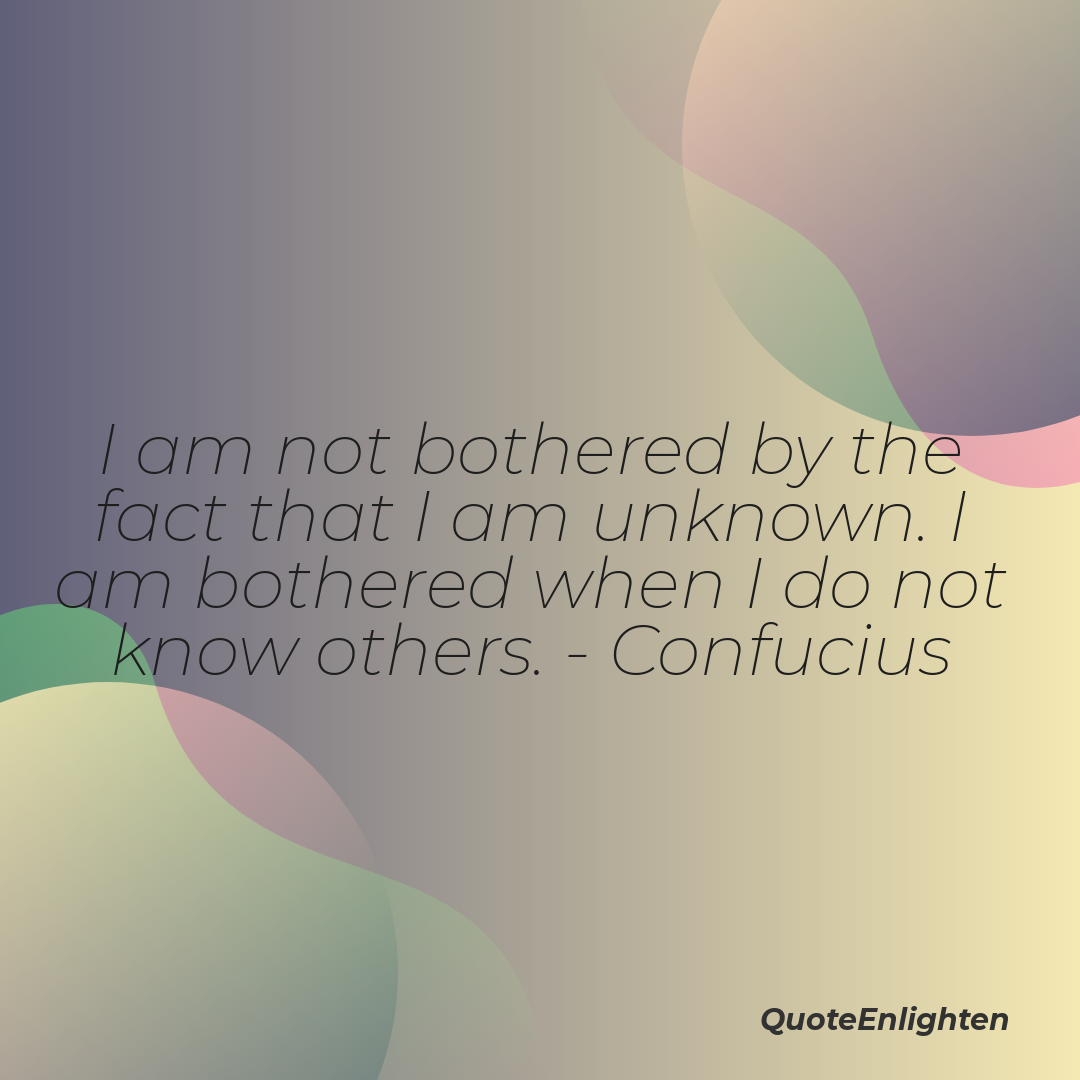 I am not bothered by the
fact that I am unknown. I
am bothered when I do not
know others. - Confucius
QuoteEnlighten